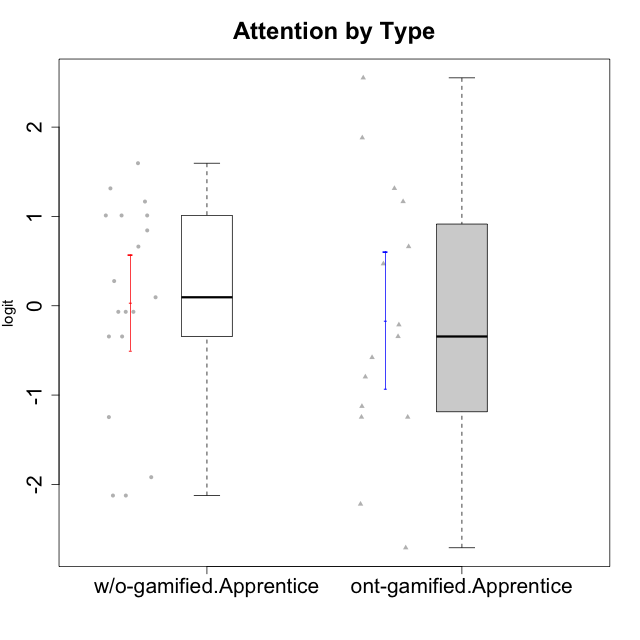 Attention by Type
2
1
0
-1
-2
logit
w/o-gamified.Apprentice
ont-gamified.Apprentice